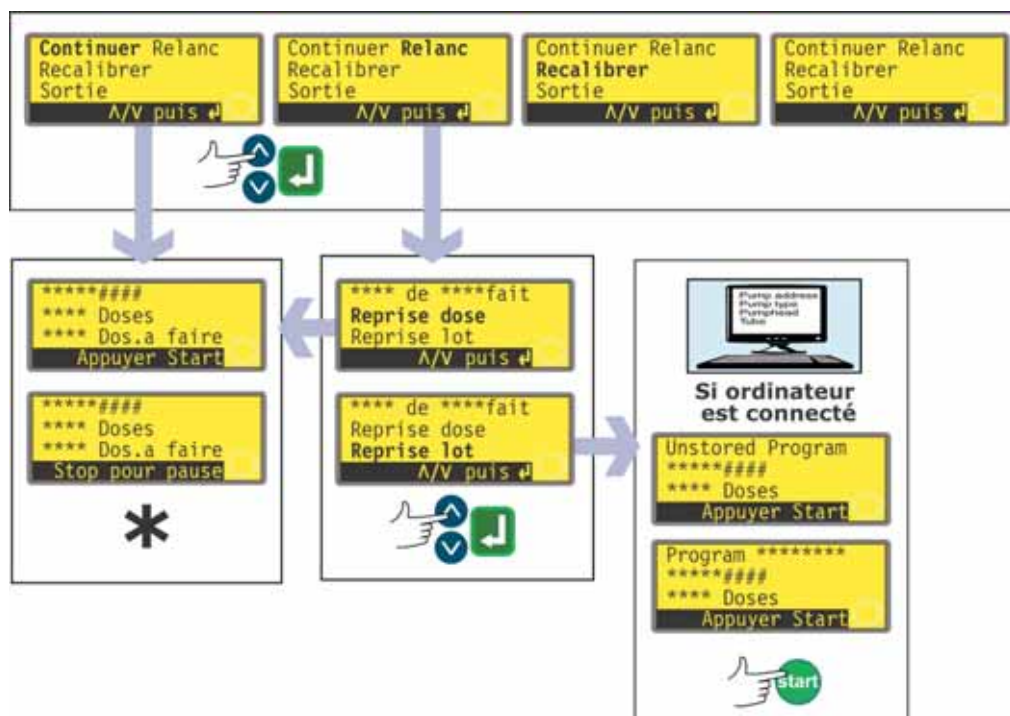 Continuer Relanc
Recalibrer
Sortie
Λ/V puis ↲
Continuer Relanc
Recalibrer
Sortie
Λ/V puis ↲
Continuer Relanc
Recalibrer
Sortie
Λ/V puis ↲
Continuer Relanc
Recalibrer
Sortie
Λ/V puis ↲
*****####
**** Doses
**** Dos.a faire
Appuyer Start
*****####
**** Doses
**** Dos.a faire
Stop pour pause
*
**** de ****fait
Reprise dose
Reprise lot
Λ/V puis ↲
**** de ****fait
Reprise dose
Reprise lot
Λ/V puis ↲
Pump address
Pump type
Pumphead
Tube
Si ordinateur
est connecté
Unstored Program
*****####
**** Doses
Appuyer Start
Program ********
*****####
**** Doses
Appuyer Start
start